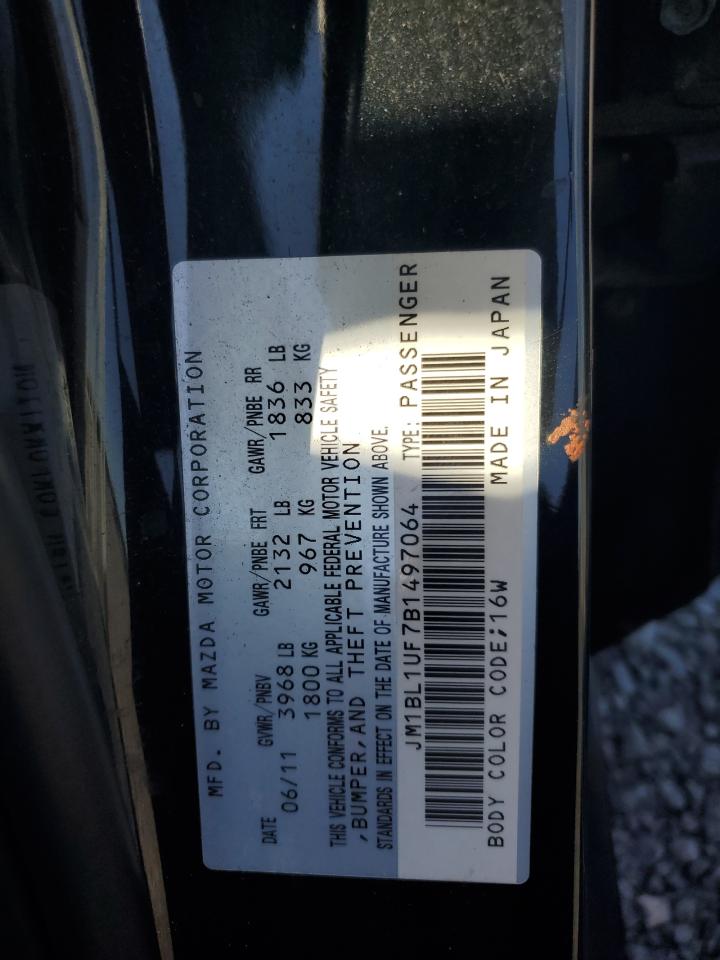 MFD. BY MAZDA MOTOR CORPORATION
DATE GVWR/PNBV GAWR/PNBE FRT GAWR/PNBE RR
06/11 3968 LB 2132 LB 1836 LB
1800 KG 967 KG 833 KG
THIS VEHICLE CONFORMS TO ALL APPLICABLE FEDERAL MOTOR VEHICLE SAFETY
,BUMPER,AND THEFT PREVENTION
STANDARDS IN EFFECT ON THE DATE OF MANUFACTURE SHOWN ABOVE.
JM1BL1UF7B1497064 TYPE: PASSENGER
BODY COLOR CODE;16W MADE IN JAPAN